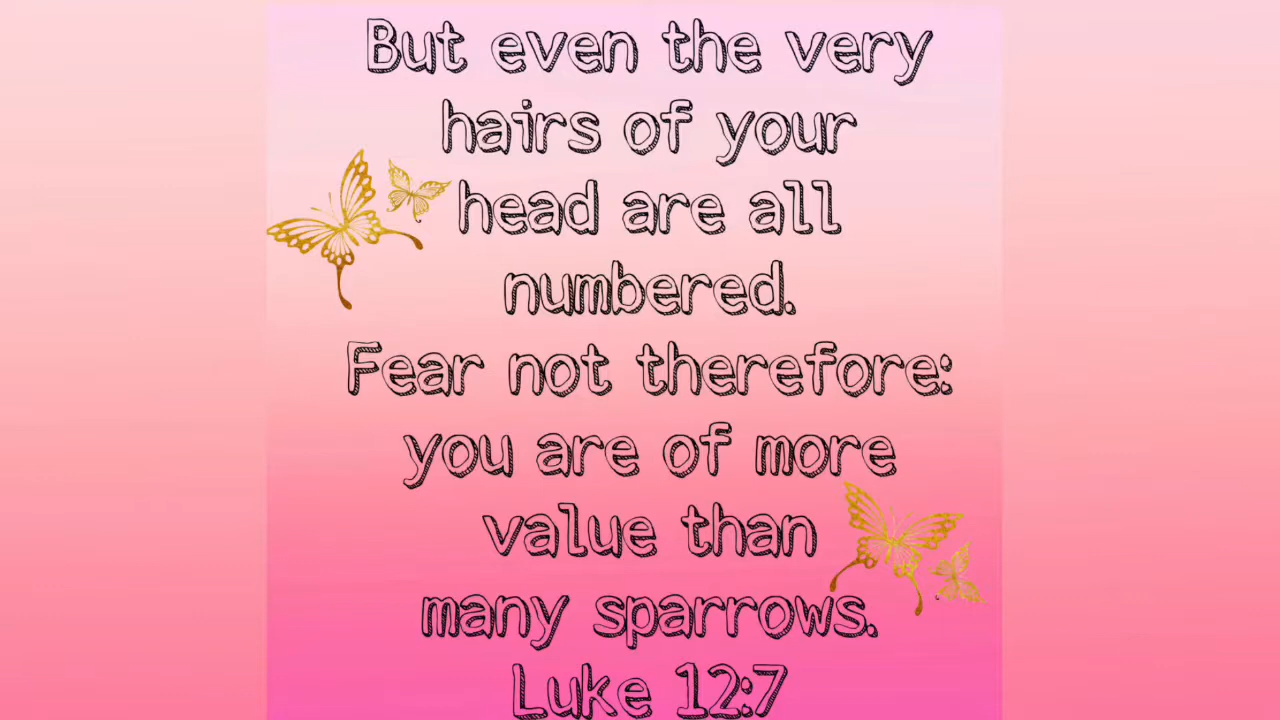 But even the very
hairs of your
head are all
numbered.
Fear not therefore:
you are of more
value than
many sparrows.
Luke 12:7